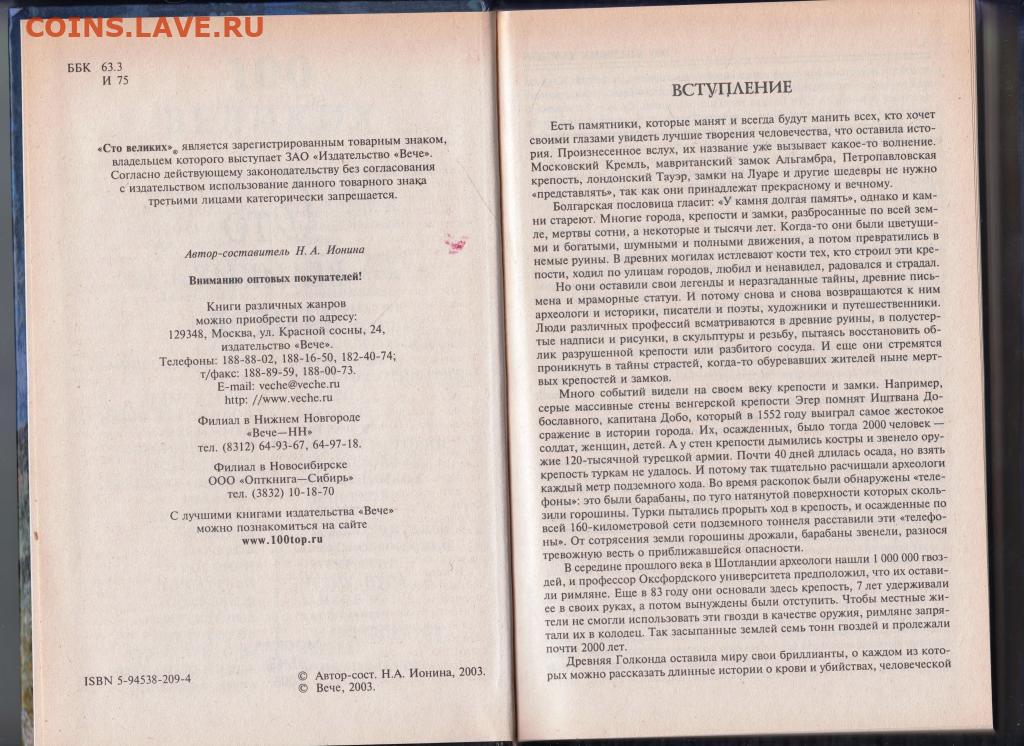 COINS.LAVE.RU
ББК 63.3
И 75
«Сто великих»® является зарегистрированным товарным знаком,
владельцем которого выступает ЗАО «Издательство «Вече».
Согласно действующему законодательству без согласования
с издательством использование данного товарного знака
третьими лицами категорически запрещается.
Автор-составитель Н. А. Ионина
Вниманию оптовых покупателей!
Книги различных жанров
можно приобрести по адресу:
129348, Москва, ул. Красной сосны, 24,
издательство «Вече».
Телефоны: 188-88-02, 188-16-50, 182-40-74;
т/факс: 188-89-59, 188-00-73.
E-mail: veche@veche.ru
http: //www.veche.ru
Филиал в Нижнем Новгороде
«Вече—НН»
тел. (8312) 64-93-67, 64-97-18.
Филиал в Новосибирске
ООО «Опткнига—Сибирь»
тел. (3832) 10-18-70
С лучшими книгами издательства «Вече»
можно познакомиться на сайте
www.100top.ru
ISBN 5-94538-209-4
© Автор-сост. Н.А. Ионина, 2003.
© Вече, 2003.
ВСТУПЛЕНИЕ
Есть памятники, которые манят и всегда будут манить всех, кто хочет
своими глазами увидеть лучшие творения человечества, что оставила исто-
рия. Произнесенное вслух, их название уже вызывает какое-то волнение.
Московский Кремль, мавританский замок Альгамбра, Петропавловская
крепость, лондонский Тауэр, замки на Луаре и другие шедевры не нужно
«представлять», так как они принадлежат прекрасному и вечному.
Болгарская пословица гласит: «У камня долгая память», однако и кам-
ни стареют. Многие города, крепости и замки, разбросанные по всей зем-
ле, мертвы сотни, а некоторые и тысячи лет. Когда-то они были цветущи-
ми и богатыми, шумными и полными движения, а потом превратились в
немые руины. В древних могилах истлевают кости тех, кто строил эти кре-
пости, ходил по улицам городов, любил и ненавидел, радовался и страдал.
Но они оставили свои легенды и неразгаданные тайны, древние пись-
мена и мраморные статуи. И потому снова и снова возвращаются к ним
археологи и историки, писатели и поэты, художники и путешественники.
Люди различных профессий всматриваются в древние руины, в полустер-
тые надписи и рисунки, в скульптуры и резьбу, пытаясь восстановить об-
лик разрушенной крепости или разбитого сосуда. И еще они стремятся
проникнуть в тайны страстей, когда-то обуревавших жителей ныне мерт-
вых крепостей и замков.
Много событий видели на своем веку крепости и замки. Например,
серые массивные стены венгерской крепости Эгер помнят Иштвана До-
бославного, капитана Добо, который в 1552 году выиграл самое жестокое
сражение в истории города. Их, осажденных, было тогда 2000 человек —
солдат, женщин, детей. А у стен крепости дымились костры и звенело ору-
жие 120-тысячной турецкой армии. Почти 40 дней длилась осада, но взять
крепость туркам не удалось. И потому так тщательно расчищали археологи
каждый метр подземного хода. Во время раскопок были обнаружены «теле-
фоны»: это были барабаны, по туго натянутой поверхности которых сколь-
зили горошины. Турки пытались прорыть ход в крепость, и осажденные по
всей 160-километровой сети подземного тоннеля расставили эти «телефо-
ны». От сотрясения земли горошины дрожали, барабаны звенели, разнося
тревожную весть о приближавшейся опасности.
В середине прошлого века в Шотландии археологи нашли 1 000 000 гвоз-
дей, и профессор Оксфордского университета предположил, что их остави-
ли римляне. Еще в 83 году они основали здесь крепость, 7 лет удерживали
ее в своих руках, а потом вынуждены были отступить. Чтобы местные жи-
тели не смогли использовать эти гвозди в качестве оружия, римляне запря-
тали их в колодец. Так засыпанные землей семь тонн гвоздей и пролежали
почти 2000 лет.
Древняя Голконда оставила миру свои бриллианты, о каждом из кото-
рых можно рассказать длинные истории о крови и убийствах, человеческой